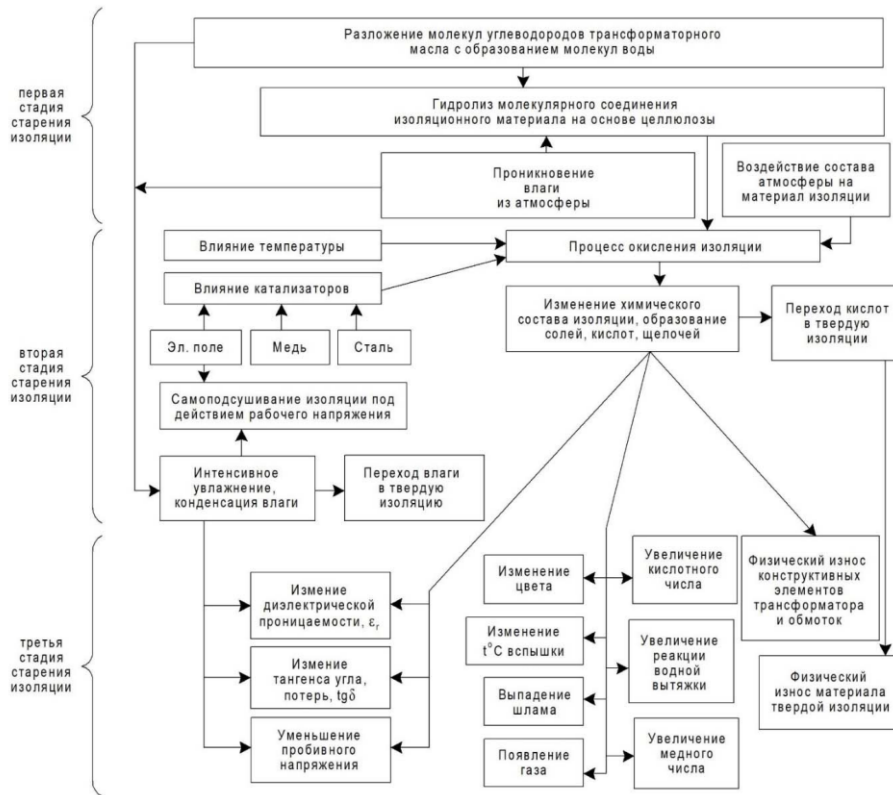 Разложение молекул углеводородов трансформаторного
масла с образованием молекул воды
первая
стадия
старения
изоляции
Гидролиз молекулярного соединения
изоляционного материала на основе целлюлозы
Проникновение
влаги
из атмосферы
Воздействие состава
атмосферы на
материал изоляции
вторая
стадия
старения
изоляции
Влияние температуры
Процесс окисления изоляции
Влияние катализаторов
Изменение химического
состава изоляции, образование
солей, кислот, щелочей
Переход кислот
в твердую
изоляции
Эл. поле
Медь
Сталь
Самоподсушивание изоляции под
действием рабочего напряжения
Интенсивное
увлажнение,
конденсация влаги
Переход влаги
в твердую
изоляцию
третья
стадия
старения
изоляции
Измение
диэлектрической
проницаемости, εr
Измение
тангенса угла,
потерь, tgδ
Уменьшение
пробивного
напряжения
Изменение
цвета
Изменение
t°C вспышки
Выпадение
шлама
Появление
газа
Увеличение
кислотного
числа
Увеличение
реакции
водной
вытяжки
Увеличение
медного
числа
Физический износ
конструктивных
элементов
трансформатора
и обмоток
Физический
износ материала
твердой изоляции